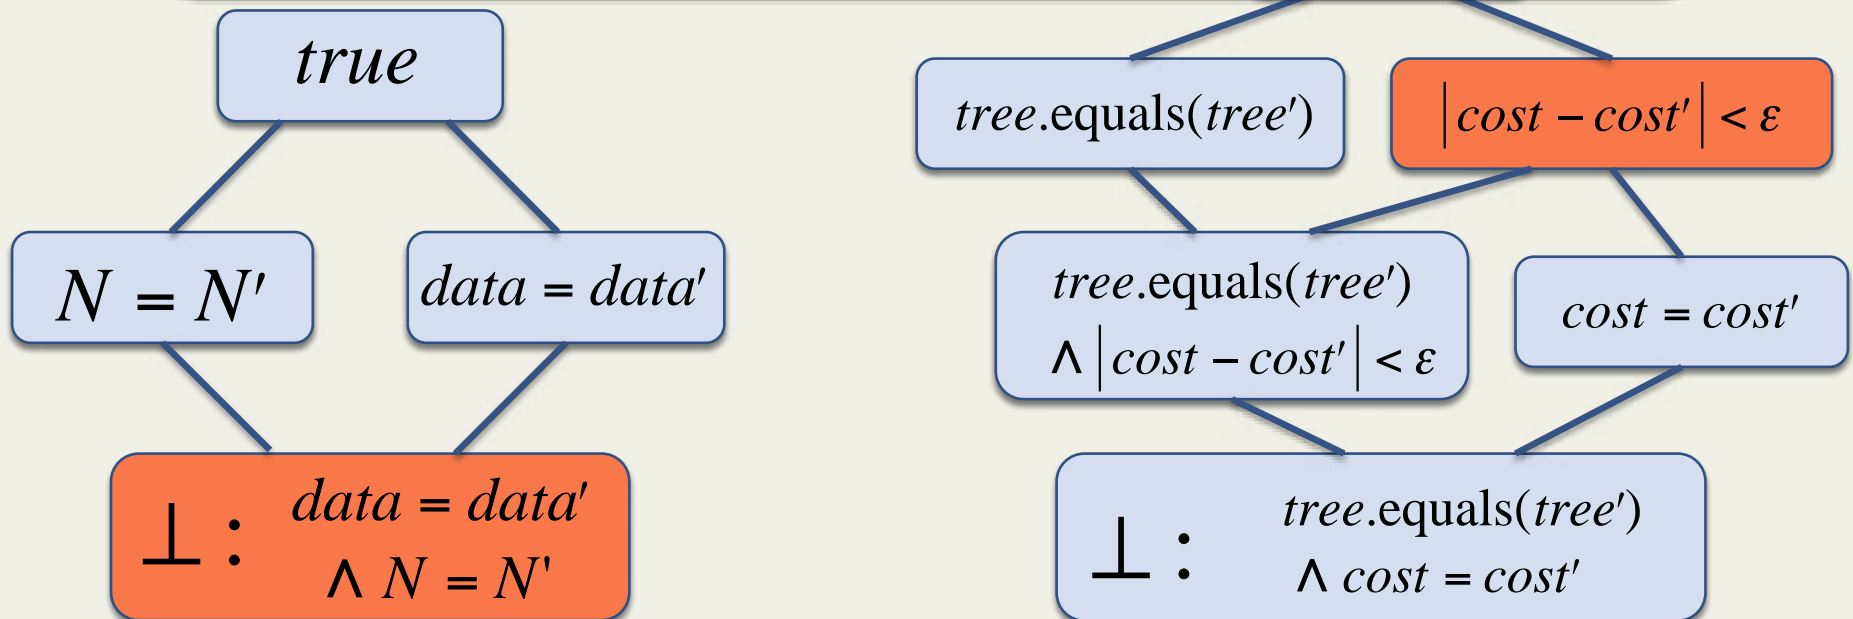 true
N = N′
data = data′
⊥ : data = data′
∧ N = N'
tree.equals(tree′)
|cost − cost′| < ε
tree.equals(tree′)
∧ |cost − cost′| < ε
cost = cost′
⊥ : tree.equals(tree′)
∧ cost = cost′